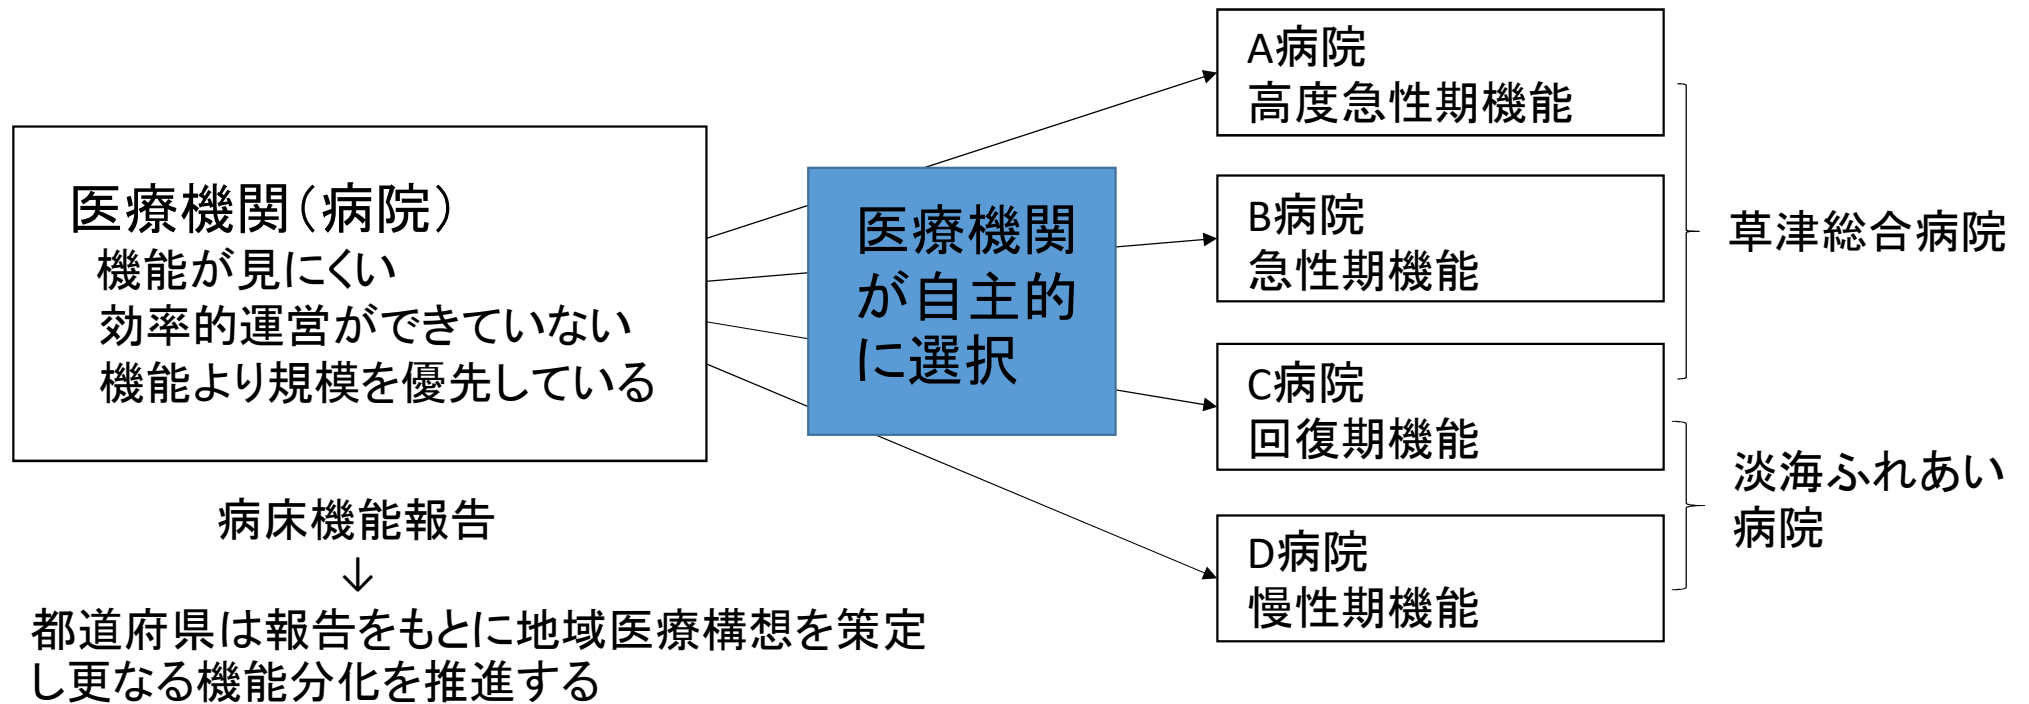 医療機関（病院）
機能が見にくい
効率的運営ができていない
機能より規模を優先している
病床機能報告
↓
都道府県は報告をもとに地域医療構想を策定
し更なる機能分化を推進する
医療機関
が自主的
に選択
A病院
高度急性期機能
B病院
急性期機能
C病院
回復期機能
D病院
慢性期機能
草津総合病院
淡海ふれあい
病院